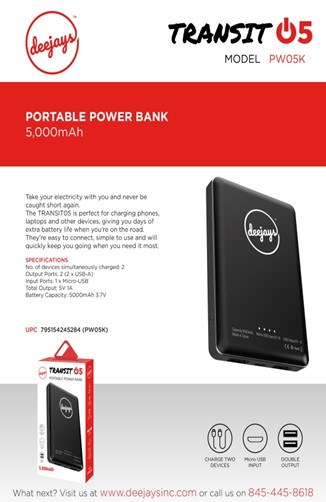 deejays
TRANSIT 05
MODEL PW05K
PORTABLE POWER BANK
5,000mAh
Take your electricity with you and never be
caught short again.
The TRANSIT05 is perfect for charging phones,
laptops and other devices, giving you days of
extra battery life when you're on the road.
They're easy to connect, simple to use and will
quickly keep you going when you need it most.
SPECIFICATIONS
No. of devices simultaneously charged: 2
Output Ports: 2 (2 x USB-A)
Input Ports: 1 x Micro-USB
Total Output: 5V 1A
Battery Capacity: 5000mAh 3.7V
deejays
UPC 795154245284 (PW05K)
TRANSIT 05
PORTABLE POWER BANK
deejays
5,000mAh
CHARGE TWO
DEVICES
Micro USB
INPUT
DOUBLE
OUTPUT
What next? Visit us at www.deejaysinc.com or call us on 845-445-8618